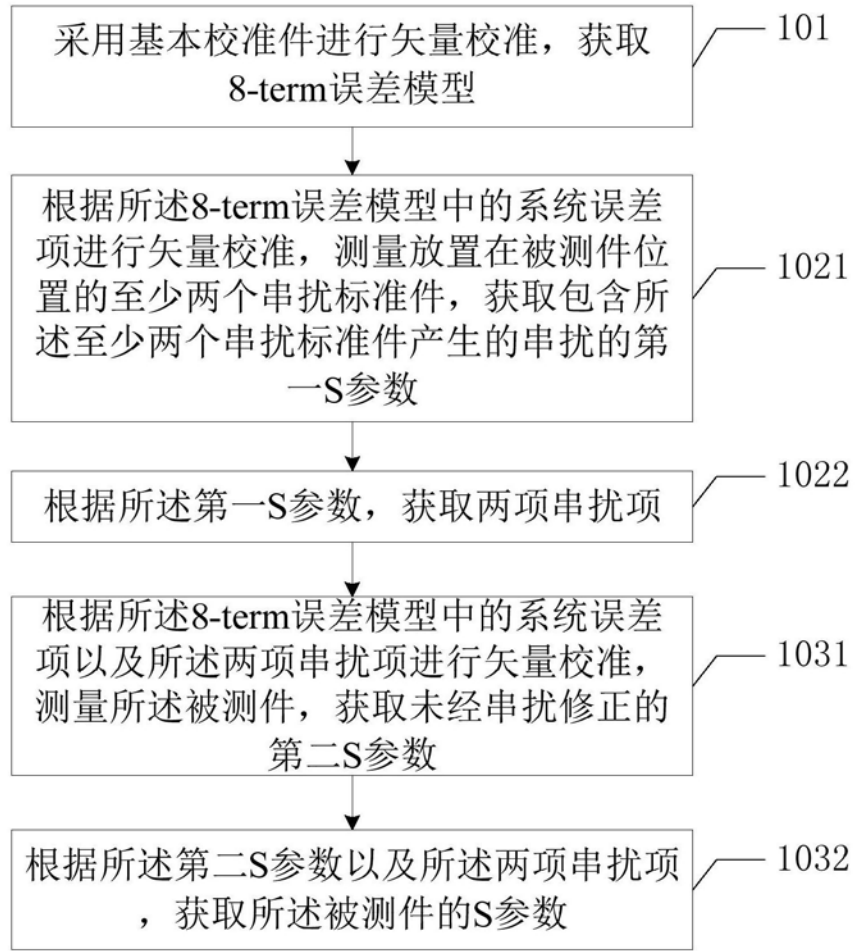 采用基本校准件进行矢量校准，获取
8-term误差模型
101
根据所述8-term误差模型中的系统误差
项进行矢量校准，测量放置在被测件位
置的至少两个串扰标准件，获取包含所
述至少两个串扰标准件产生的串扰的第
一S参数
1021
根据所述第一S参数，获取两项串扰项
1022
根据所述8-term误差模型中的系统误差
项以及所述两项串扰项进行矢量校准，
测量所述被测件，获取未经串扰修正的
第二S参数
1031
根据所述第二S参数以及所述两项串扰项
，获取所述被测件的S参数
1032